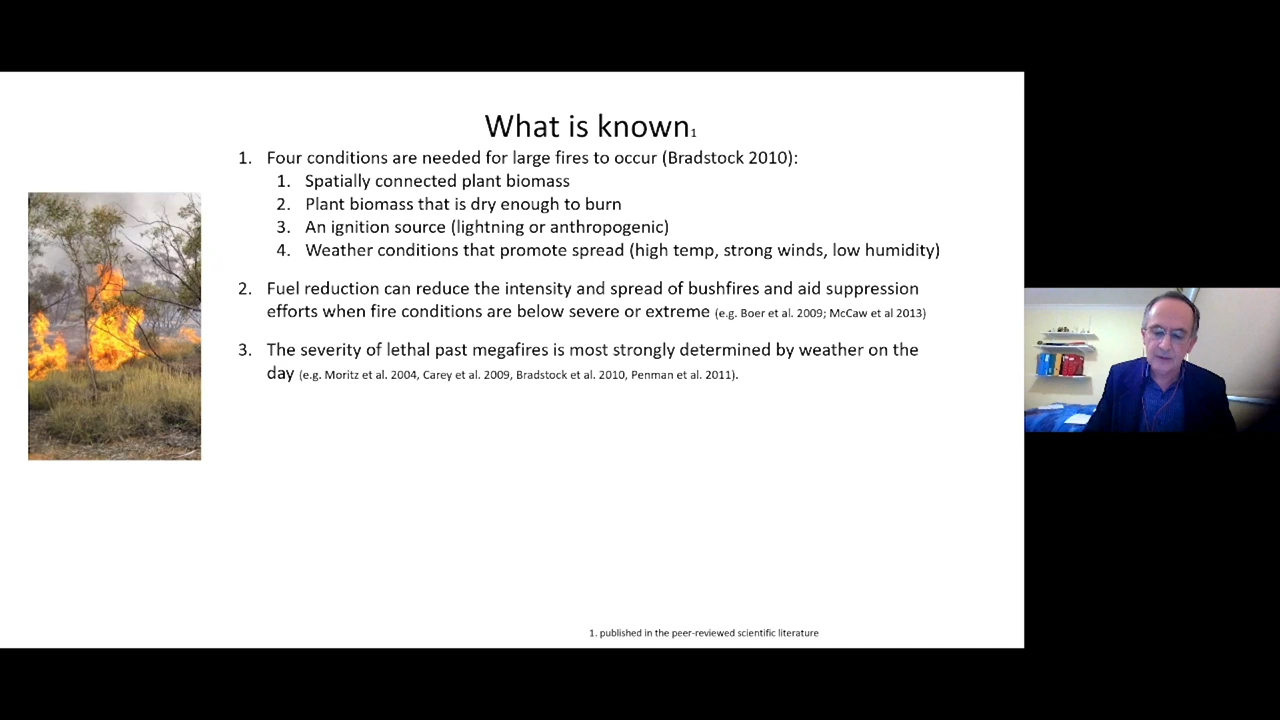 What is known1
1. Four conditions are needed for large fires to occur (Bradstock 2010):
1. Spatially connected plant biomass
2. Plant biomass that is dry enough to burn
3. An ignition source (lightning or anthropogenic)
4. Weather conditions that promote spread (high temp, strong winds, low humidity)
2. Fuel reduction can reduce the intensity and spread of bushfires and aid suppression
efforts when fire conditions are below severe or extreme (e.g. Boer et al. 2009; McCaw et al 2013)
3. The severity of lethal past megafires is most strongly determined by weather on the
day (e.g. Moritz et al. 2004, Carey et al. 2009, Bradstock et al. 2010, Penman et al. 2011).
1. published in the peer-reviewed scientific literature